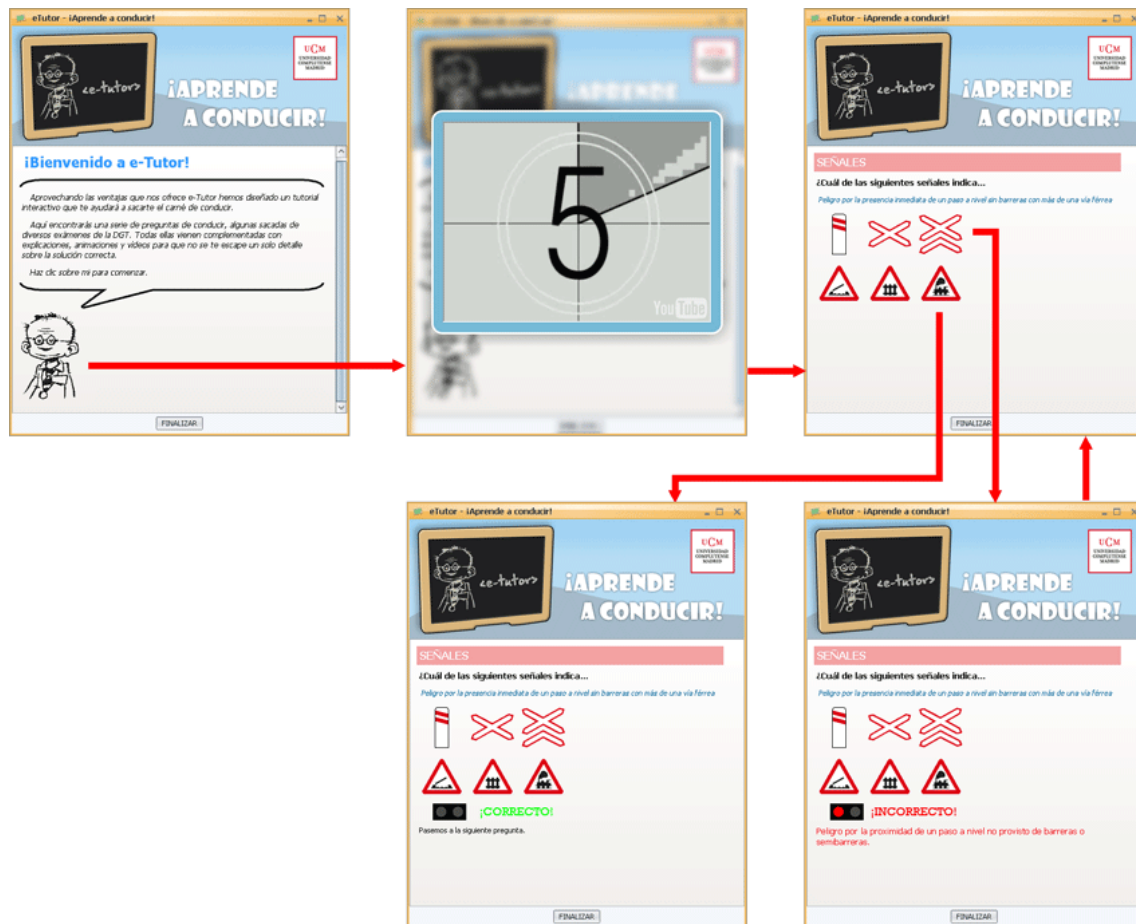 eTutor - ¡Aprende a conducir!
UCM
UNIVERSIDAD
COMPLUTENSE
MADRID
<e-tutor>
¡APRENDE
A CONDUCIR!
¡Bienvenido a e-Tutor!
Aprovechando las ventajas que nos ofrece e-Tutor hemos diseñado un tutorial
interactivo que te ayudará a sacarte el carné de conducir.
Aquí encontrarás una serie de preguntas de conducir, algunas sacadas de
diversos exámenes de la DGT. Todas ellas vienen complementadas con
explicaciones, animaciones y vídeos para que no se te escape un solo detalle
sobre la solución correcta.
Haz clic sobre mi para comenzar.
FINALIZAR
5
YouTube
eTutor - ¡Aprende a conducir!
UCM
UNIVERSIDAD
COMPLUTENSE
MADRID
<e-tutor>
¡APRENDE
A CONDUCIR!
SEÑALES
¿Cuál de las siguientes señales indica...
Peligro por la presencia inmediata de un paso a nivel sin barreras con más de una vía férrea
FINALIZAR
eTutor - ¡Aprende a conducir!
UCM
UNIVERSIDAD
COMPLUTENSE
MADRID
<e-tutor>
¡APRENDE
A CONDUCIR!
SEÑALES
¿Cuál de las siguientes señales indica...
Peligro por la presencia inmediata de un paso a nivel sin barreras con más de una vía férrea
¡CORRECTO!
Pasemos a la siguiente pregunta.
FINALIZAR
eTutor - ¡Aprende a conducir!
UCM
UNIVERSIDAD
COMPLUTENSE
MADRID
<e-tutor>
¡APRENDE
A CONDUCIR!
SEÑALES
¿Cuál de las siguientes señales indica...
Peligro por la presencia inmediata de un paso a nivel sin barreras con más de una vía férrea
¡INCORRECTO!
Peligro por la proximidad de un paso a nivel no provisto de barreras o
semibarreras.
FINALIZAR